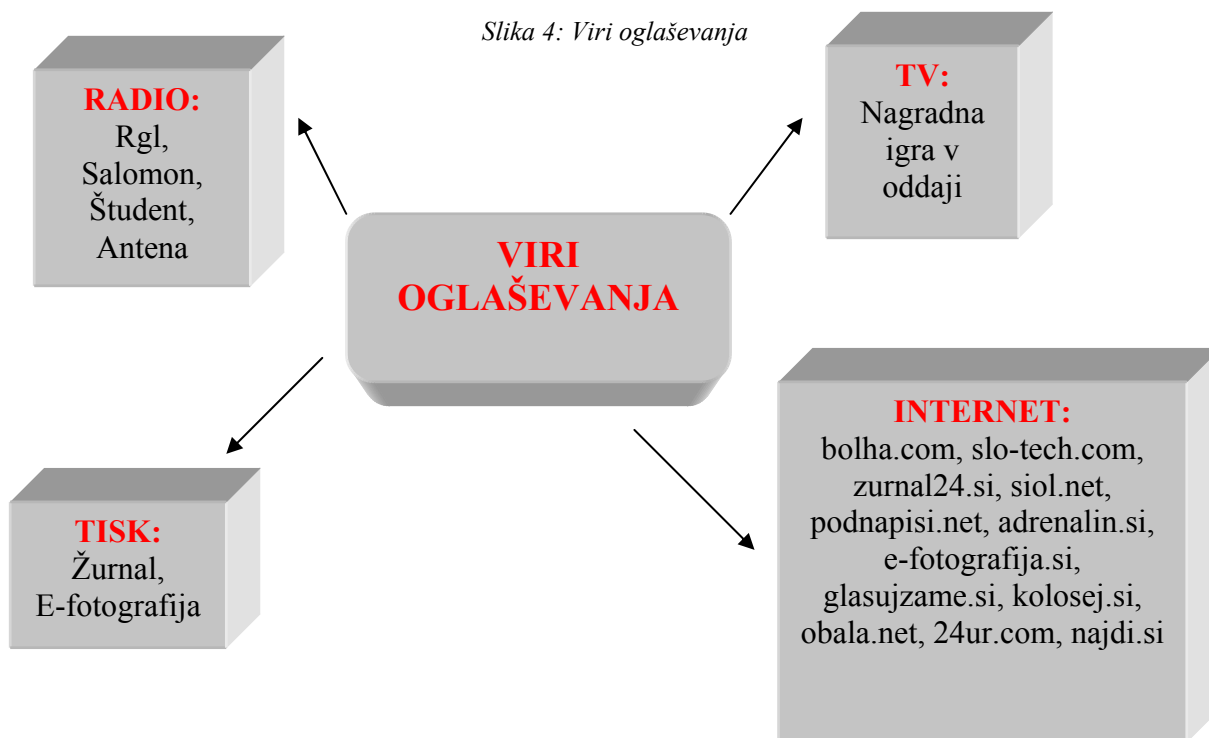 Slika 4: Viri oglaševanja
RADIO:
Rgl,
Salomon,
Študent,
Antena
TV:
Nagradna
igra v
oddaji
VIRI
OGLAŠEVANJA
TISK:
Žurnal,
E-fotografija
INTERNET:
bolha.com, slo-tech.com,
zurnal24.si, siol.net,
podnapisi.net, adrenalin.si,
e-fotografija.si,
glasujzame.si, kolosej.si,
obala.net, 24ur.com, najdi.si